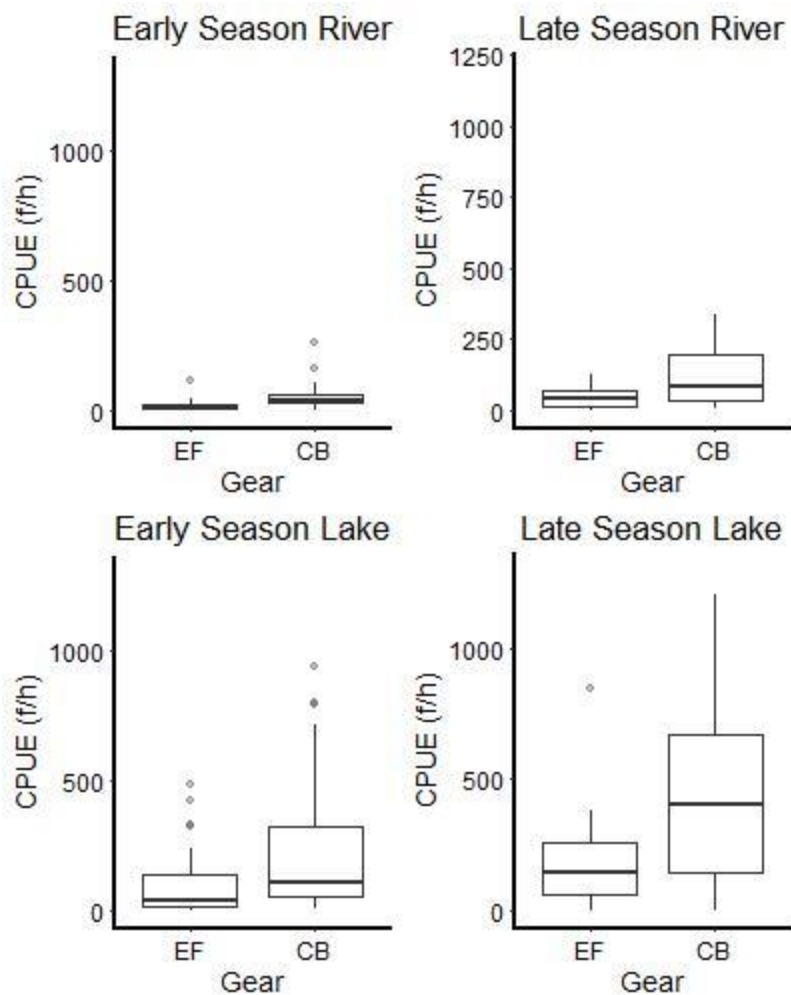 Early Season River
CPUE (f/h)
1000
500
0
EF CB
Gear
Late Season River
CPUE (f/h)
1250
1000
750
500
250
0
EF CB
Gear
Early Season Lake
CPUE (f/h)
1000
500
0
EF CB
Gear
Late Season Lake
CPUE (f/h)
1000
500
0
EF CB
Gear